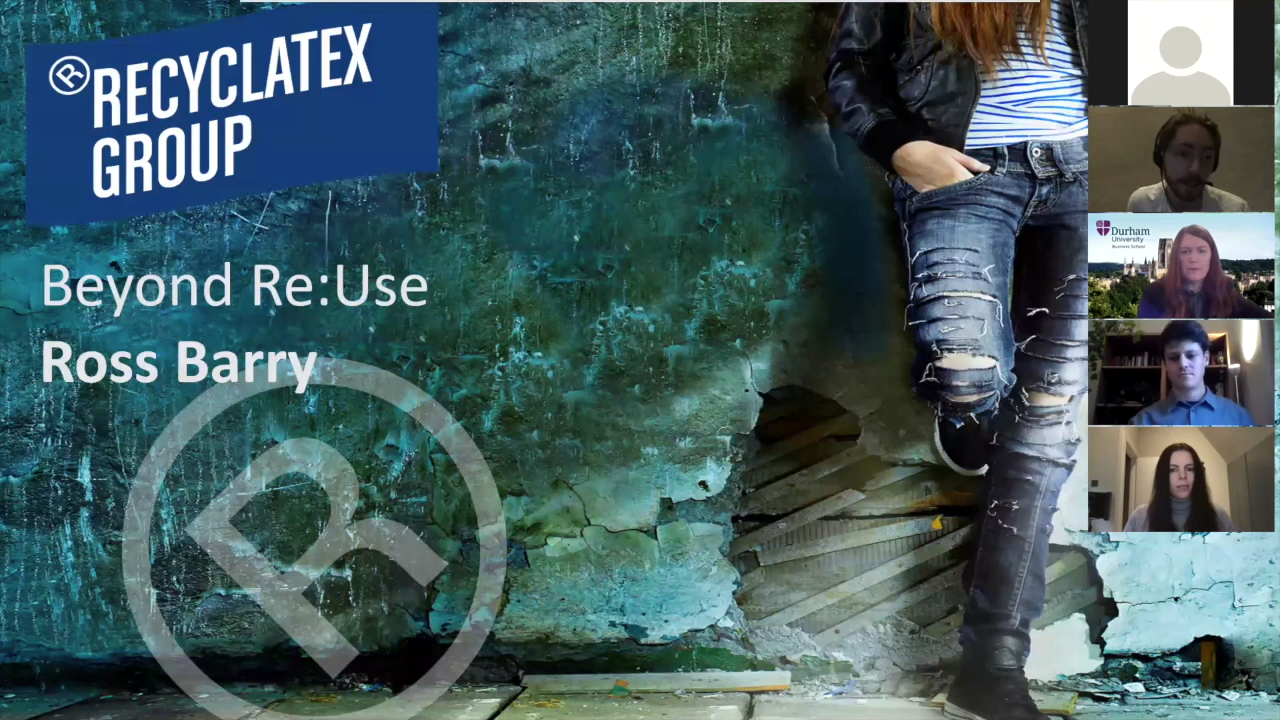 ®RECYCLATEX
GROUP
Beyond Re:Use
Ross Barry
Durham
University
Business School